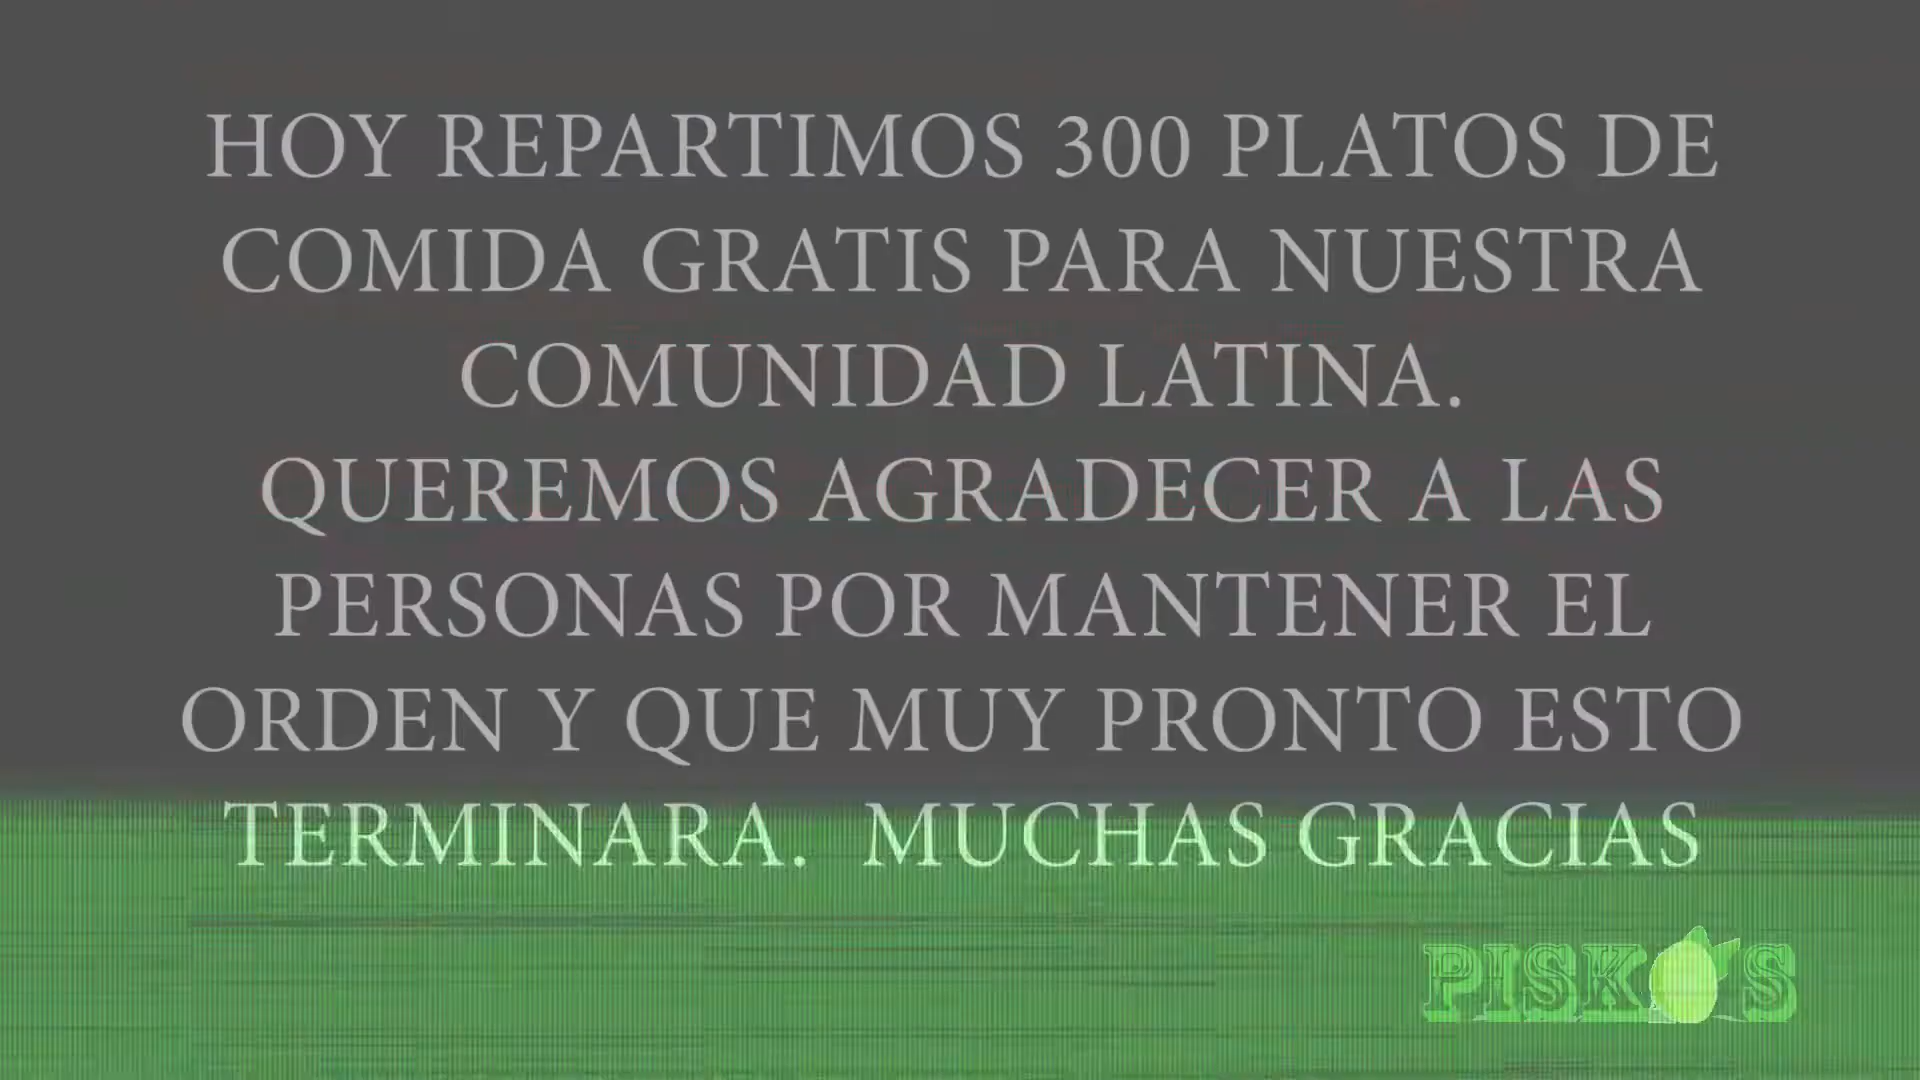 HOY REPARTIMOS 300 PLATOS DE
COMIDA GRATIS PARA NUESTRA
COMUNIDAD LATINA.
QUEREMOS AGRADECER A LAS
PERSONAS POR MANTENER EL
ORDEN Y QUE MUY PRONTO ESTO
TERMINARA.  MUCHAS GRACIAS
PISKO'S